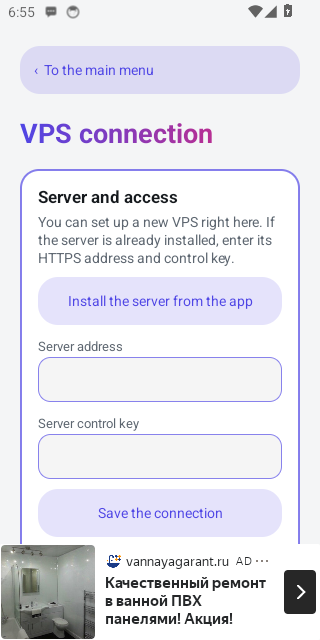 6:55
‹ To the main menu
VPS connection
Server and access
You can set up a new VPS right here. If
the server is already installed, enter its
HTTPS address and control key.
Install the server from the app
Server address
Server control key
Save the connection
vannayagarant.ru AD ···
Качественный ремонт
в ванной ПВХ
панелями! Акция!